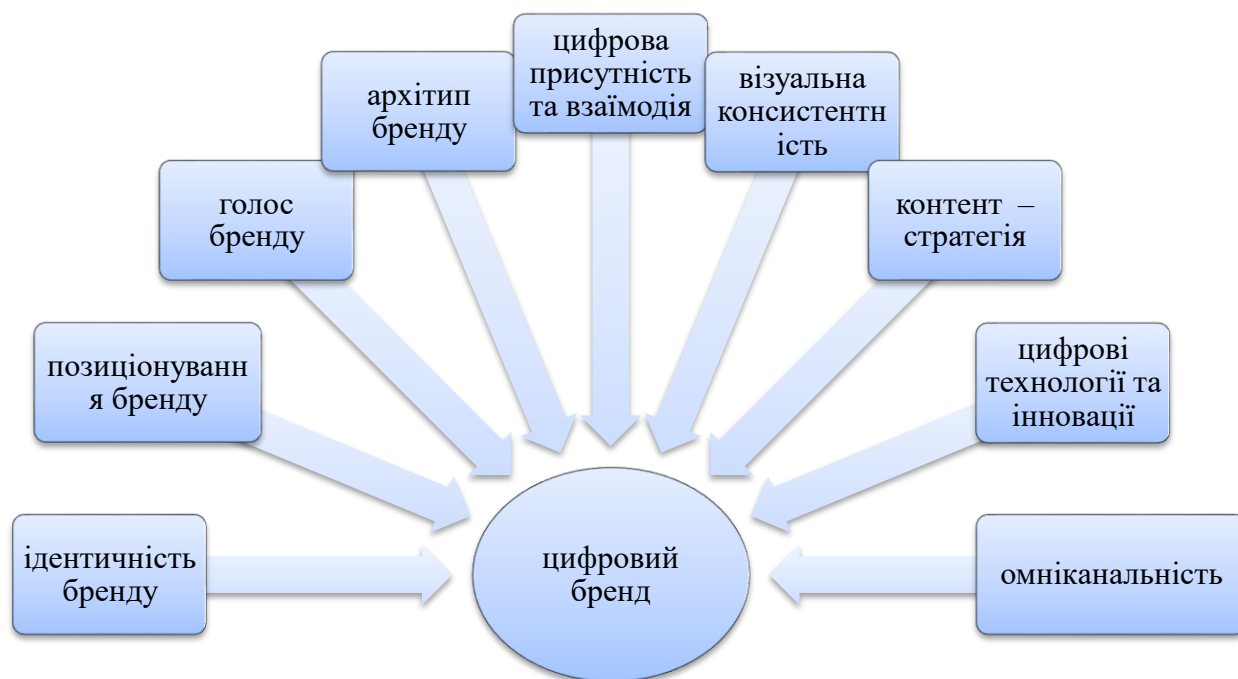 цифрова
присутність
та взаїмодія
архітип
бренду
візуальна
консистентн
ість
голос
бренду
контент –
стратегія
позиціонуванн
я бренду
цифрові
технології та
інновації
ідентичність
бренду
цифровий
бренд
омніканальність